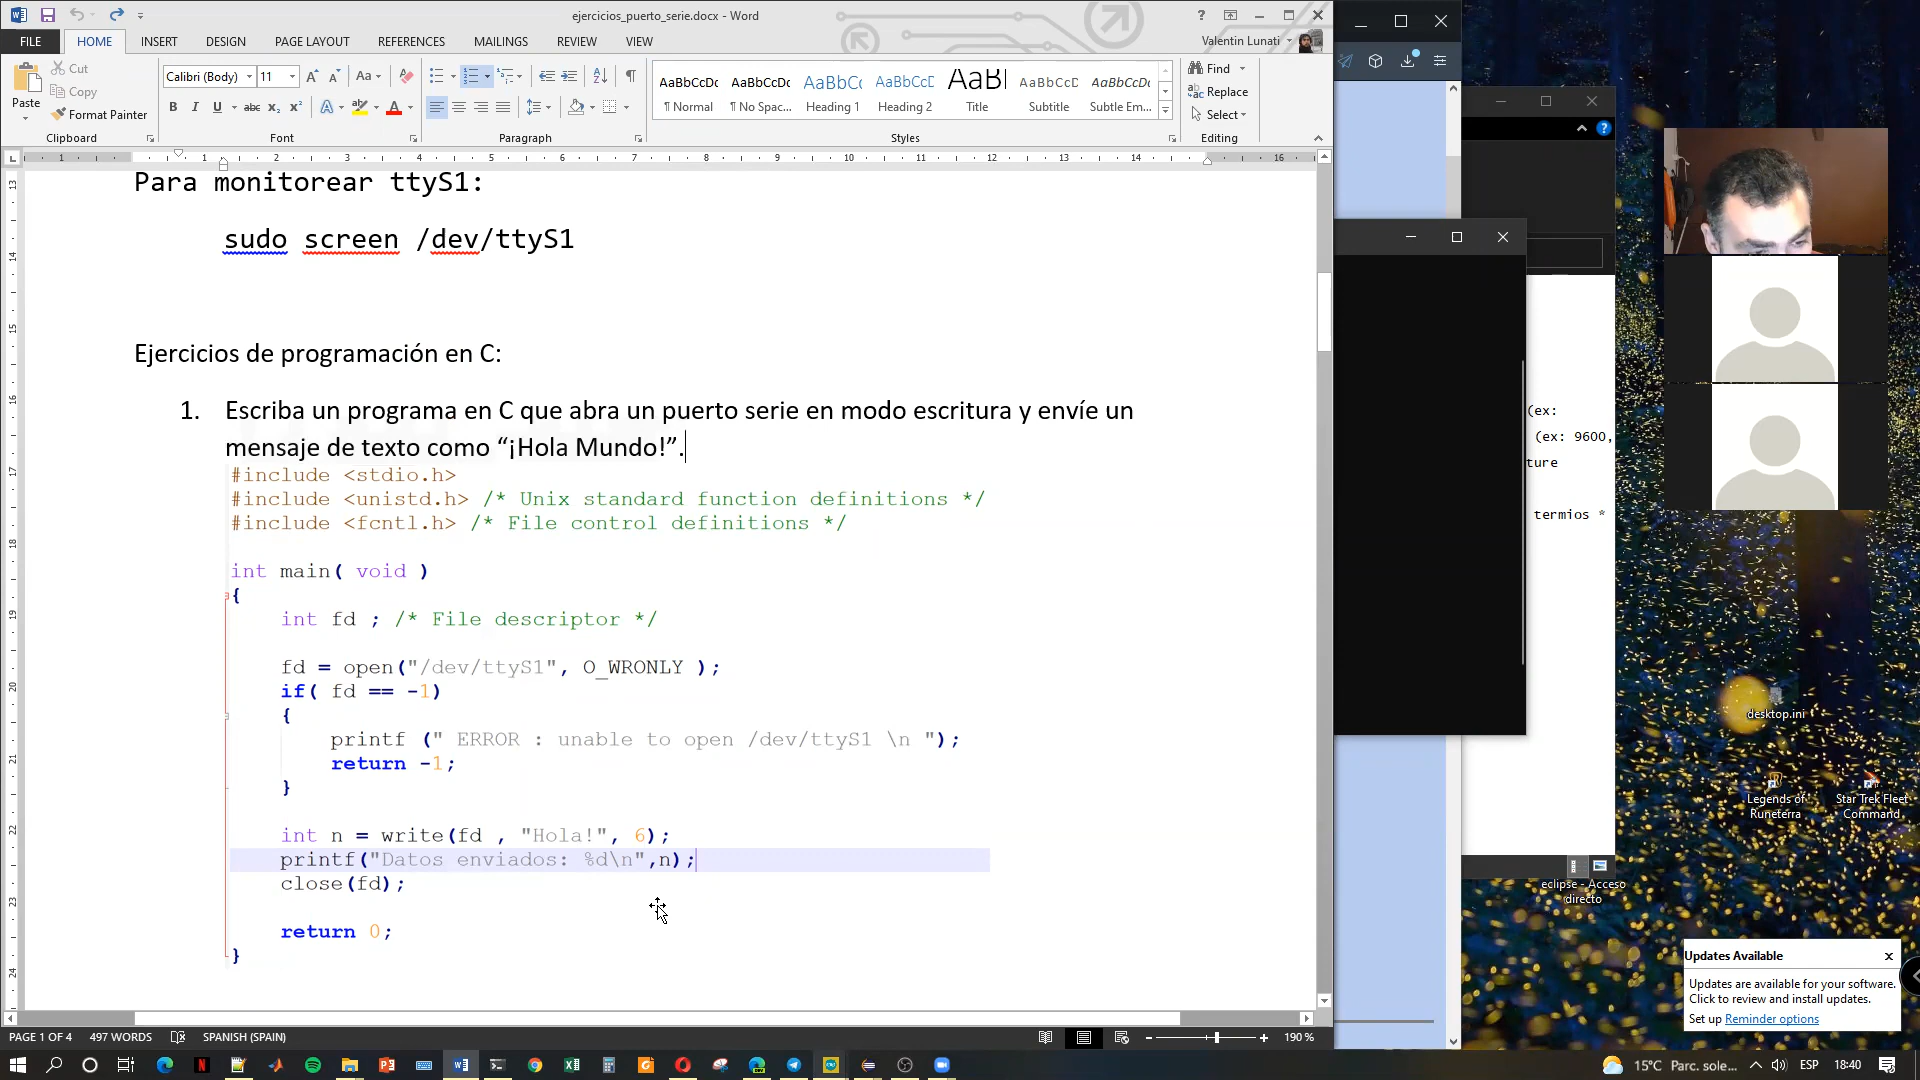 ejercicios_puerto_serie.docx - Word
FILE
HOME
INSERT
DESIGN
PAGE LAYOUT
REFERENCES
MAILINGS
REVIEW
VIEW
Valentin Lunati
Paste
Cut
Copy
Format Painter
Clipboard
Calibri (Body)
11
Font
Paragraph
AaBbCcDc
¶ Normal
AaBbCcDc
¶ No Spac...
AaBbCc
Heading 1
AaBbCcD
Heading 2
AaBl
Title
AaBbCcD
Subtitle
AaBbCcDc
Subtle Em...
Styles
Find
Replace
Select
Editing
Para monitorear ttyS1:
sudo screen /dev/ttyS1
Ejercicios de programación en C:
1. Escriba un programa en C que abra un puerto serie en modo escritura y envíe un
mensaje de texto como “¡Hola Mundo!”.
#include <stdio.h>
#include <unistd.h> /* Unix standard function definitions */
#include <fcntl.h> /* File control definitions */
int main( void )
{
int fd ; /* File descriptor */
fd = open("/dev/ttyS1", O_WRONLY );
if( fd == -1)
{
printf (" ERROR : unable to open /dev/ttyS1 \n ");
return -1;
}
int n = write(fd , "Hola!", 6);
printf("Datos enviados: %d\n",n);
close(fd);
return 0;
}
(ex:
(ex: 9600,
ture
termios *
desktop.ini
Legends of
Runeterra
Star Trek Fleet
Command
eclipse - Acceso
directo
Updates Available
Updates are available for your software.
Click to review and install updates.
Set up Reminder options
PAGE 1 OF 4
497 WORDS
SPANISH (SPAIN)
190 %
15°C Parc. sole...
ESP
18:40